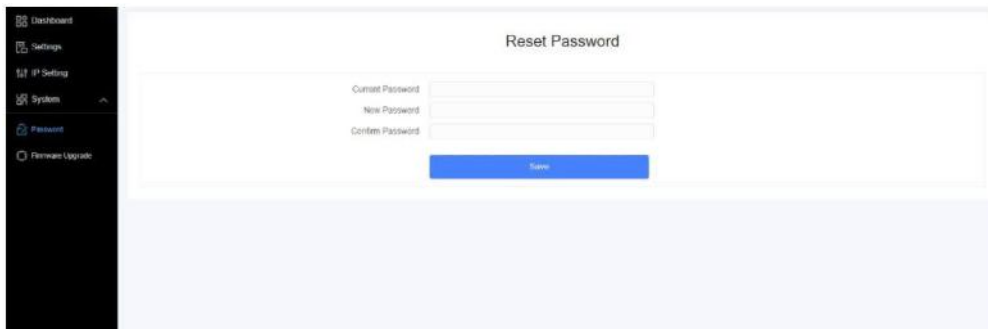 Dashboard
Settings
IP Setting
System
Password
Firmware Upgrade
Reset Password
Current Password
New Password
Confirm Password
Save